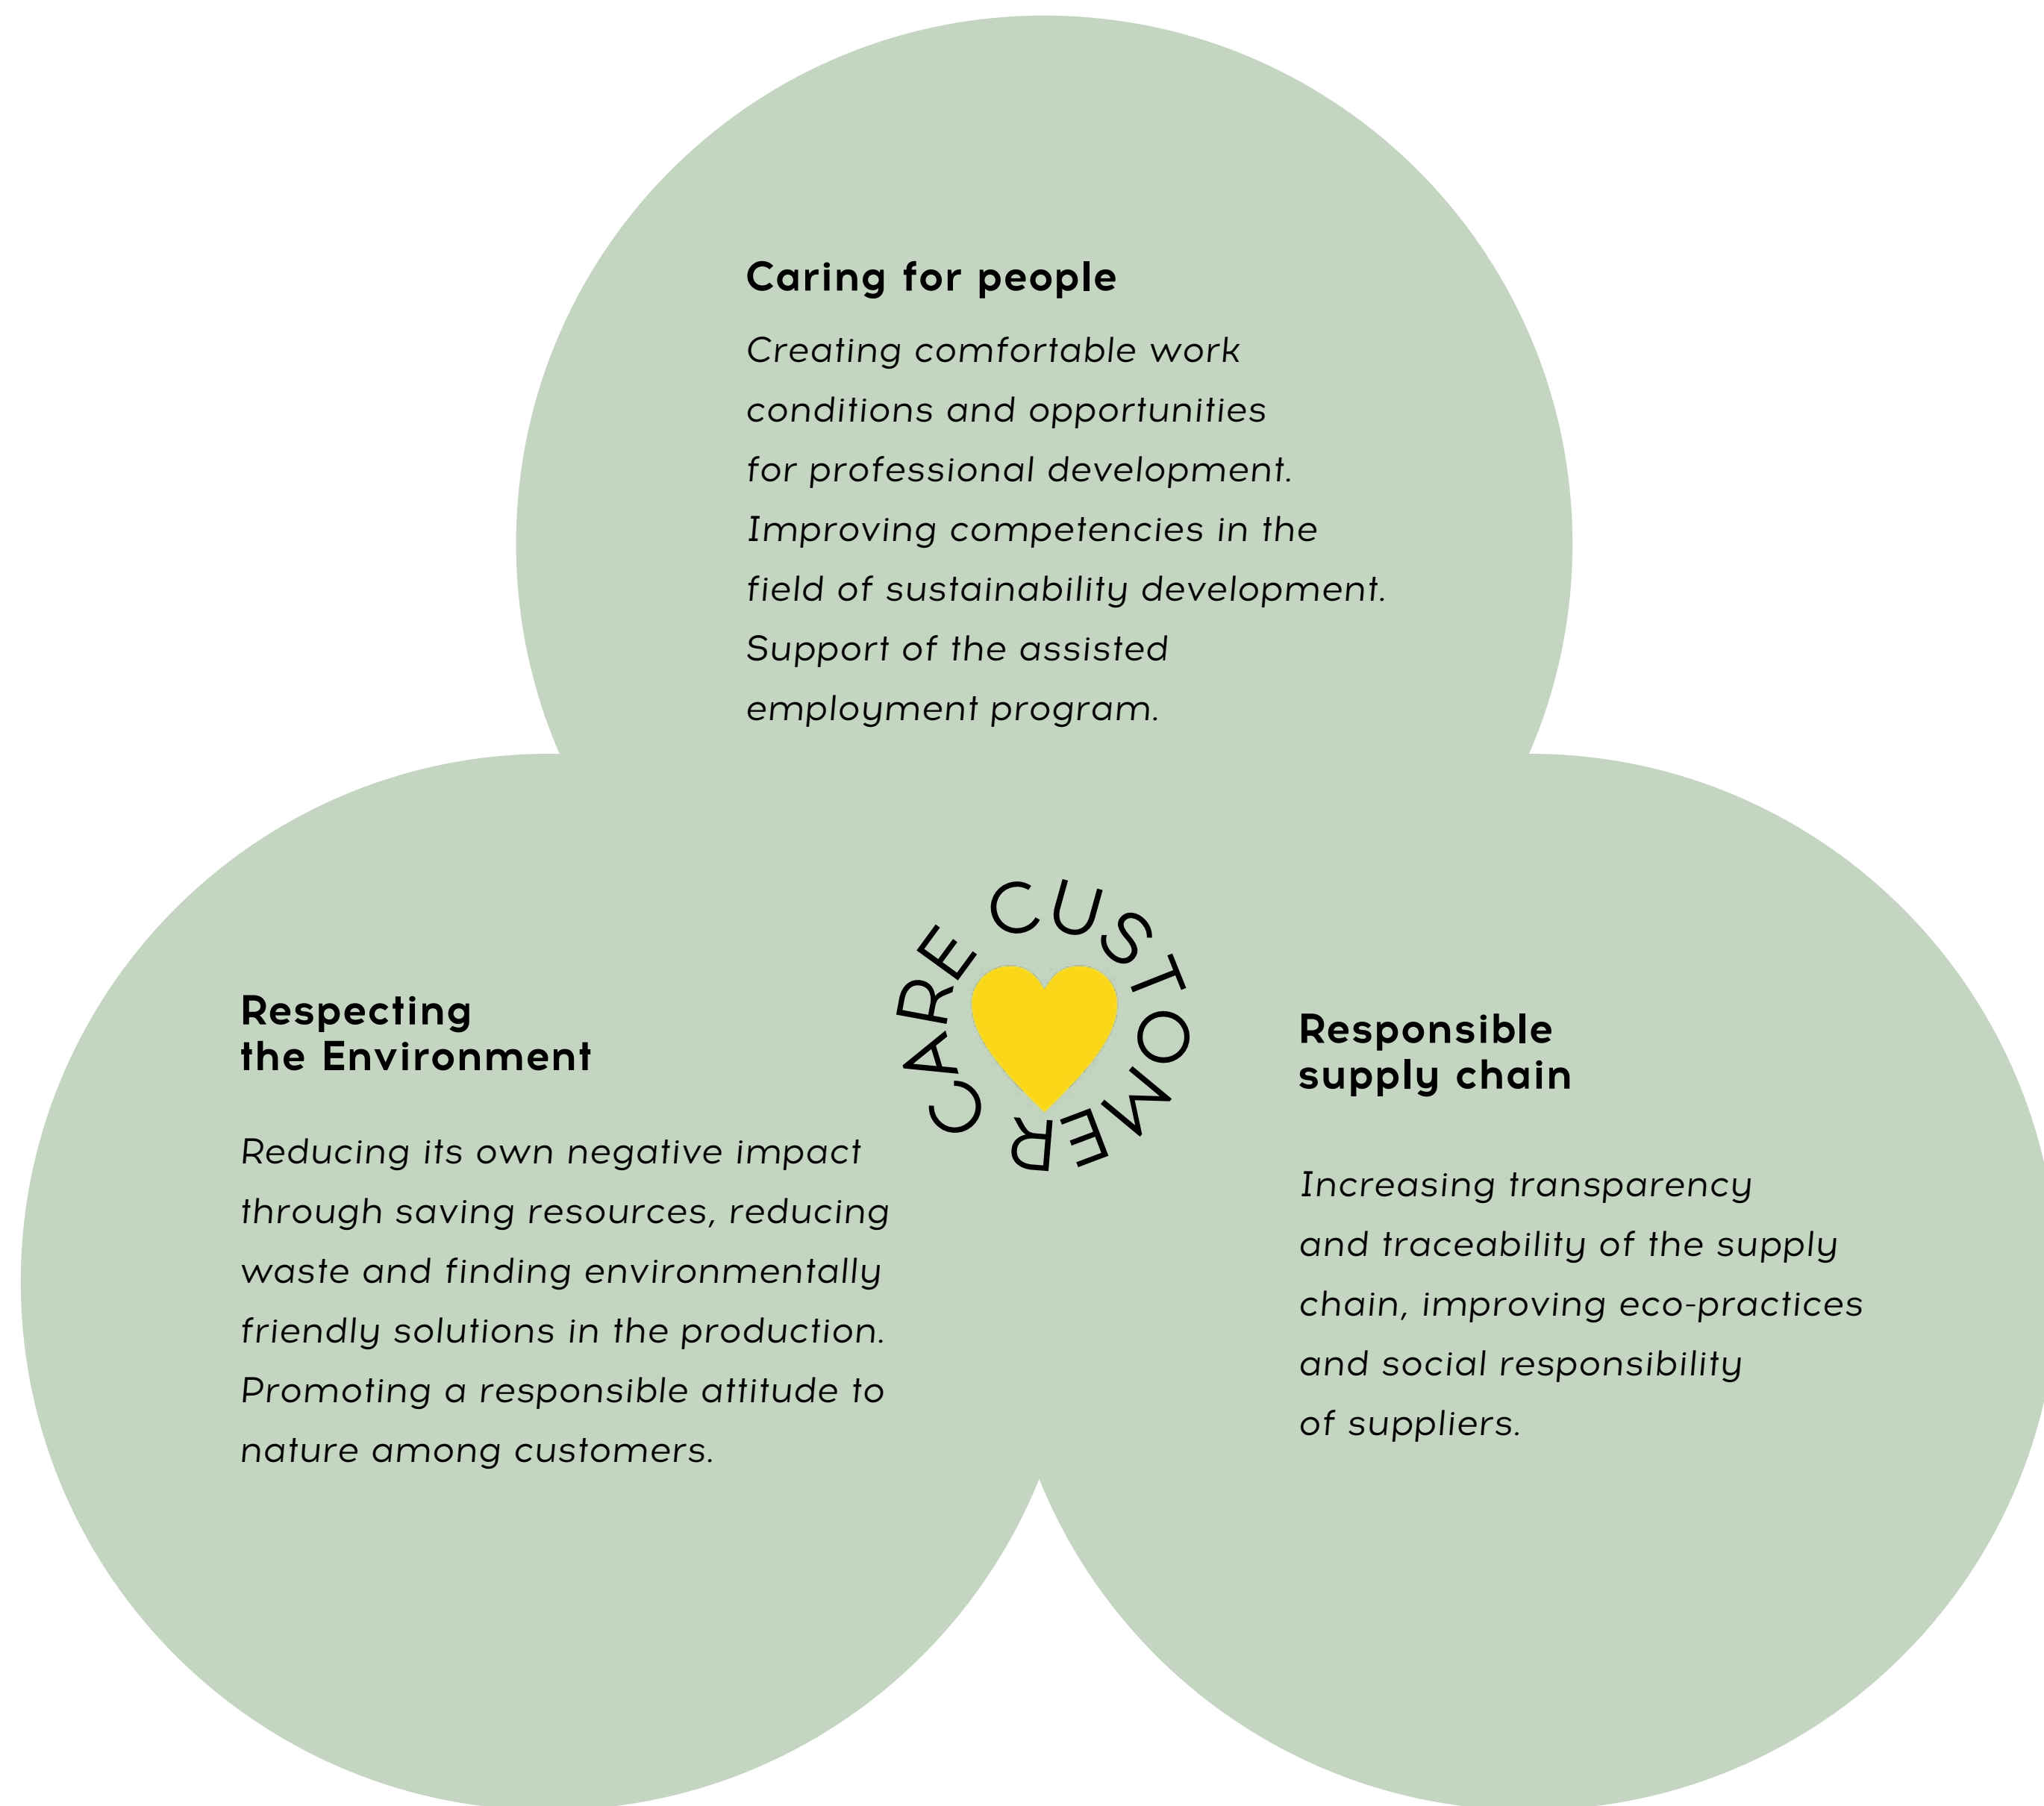 Caring for people
Creating comfortable work
conditions and opportunities
for professional development.
Improving competencies in the
field of sustainability development.
Support of the assisted
employment program.
CUSTOMER CARE
Respecting
the Environment
Reducing its own negative impact
through saving resources, reducing
waste and finding environmentally
friendly solutions in the production.
Promoting a responsible attitude to
nature among customers.
Responsible
supply chain
Increasing transparency
and traceability of the supply
chain, improving eco-practices
and social responsibility
of suppliers.